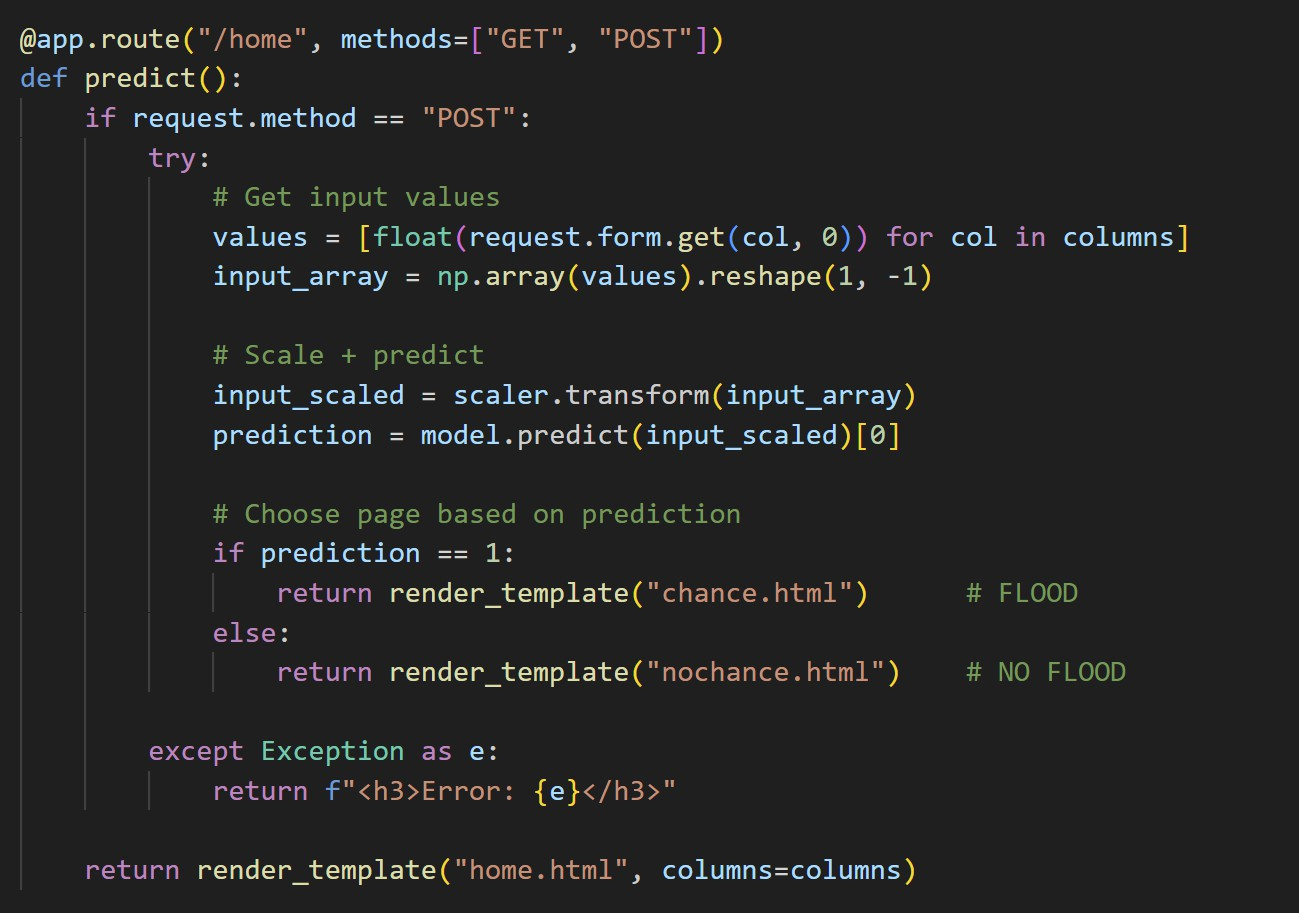 @app.route("/home", methods=["GET", "POST"])
def predict():
    if request.method == "POST":
        try:
            # Get input values
            values = [float(request.form.get(col, 0)) for col in columns]
            input_array = np.array(values).reshape(1, -1)

            # Scale + predict
            input_scaled = scaler.transform(input_array)
            prediction = model.predict(input_scaled)[0]

            # Choose page based on prediction
            if prediction == 1:
                return render_template("chance.html")      # FLOOD
            else:
                return render_template("nochance.html")    # NO FLOOD

        except Exception as e:
            return f"<h3>Error: {e}</h3>"

    return render_template("home.html", columns=columns)